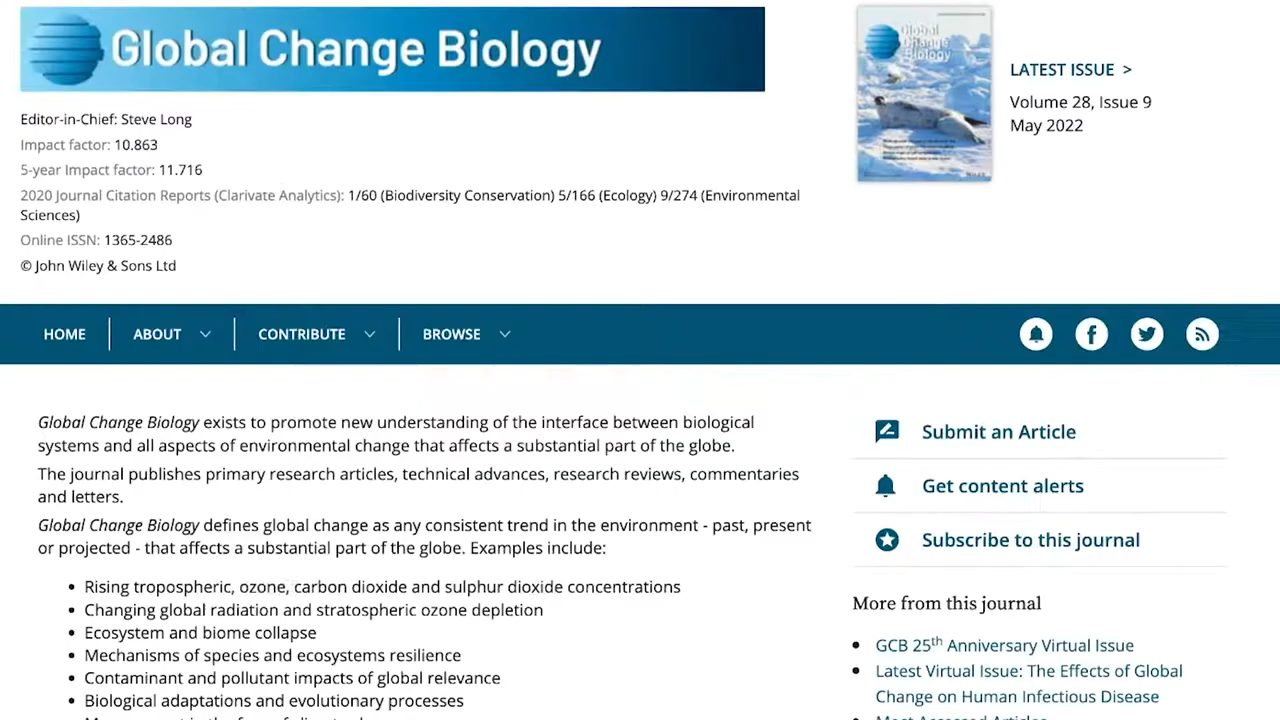 Global Change Biology
Editor-in-Chief: Steve Long
Impact factor: 10.863
5-year Impact factor: 11.716
2020 Journal Citation Reports (Clarivate Analytics): 1/60 (Biodiversity Conservation) 5/166 (Ecology) 9/274 (Environmental
Sciences)
Online ISSN: 1365-2486
© John Wiley & Sons Ltd
Global
Change
Biology
LATEST ISSUE >
Volume 28, Issue 9
May 2022
HOME
ABOUT
CONTRIBUTE
BROWSE
Global Change Biology exists to promote new understanding of the interface between biological
systems and all aspects of environmental change that affects a substantial part of the globe.
The journal publishes primary research articles, technical advances, research reviews, commentaries
and letters.
Global Change Biology defines global change as any consistent trend in the environment - past, present
or projected - that affects a substantial part of the globe. Examples include:
• Rising tropospheric, ozone, carbon dioxide and sulphur dioxide concentrations
• Changing global radiation and stratospheric ozone depletion
• Ecosystem and biome collapse
• Mechanisms of species and ecosystems resilience
• Contaminant and pollutant impacts of global relevance
• Biological adaptations and evolutionary processes
Submit an Article
Get content alerts
Subscribe to this journal
More from this journal
• GCB 25th Anniversary Virtual Issue
• Latest Virtual Issue: The Effects of Global
Change on Human Infectious Disease